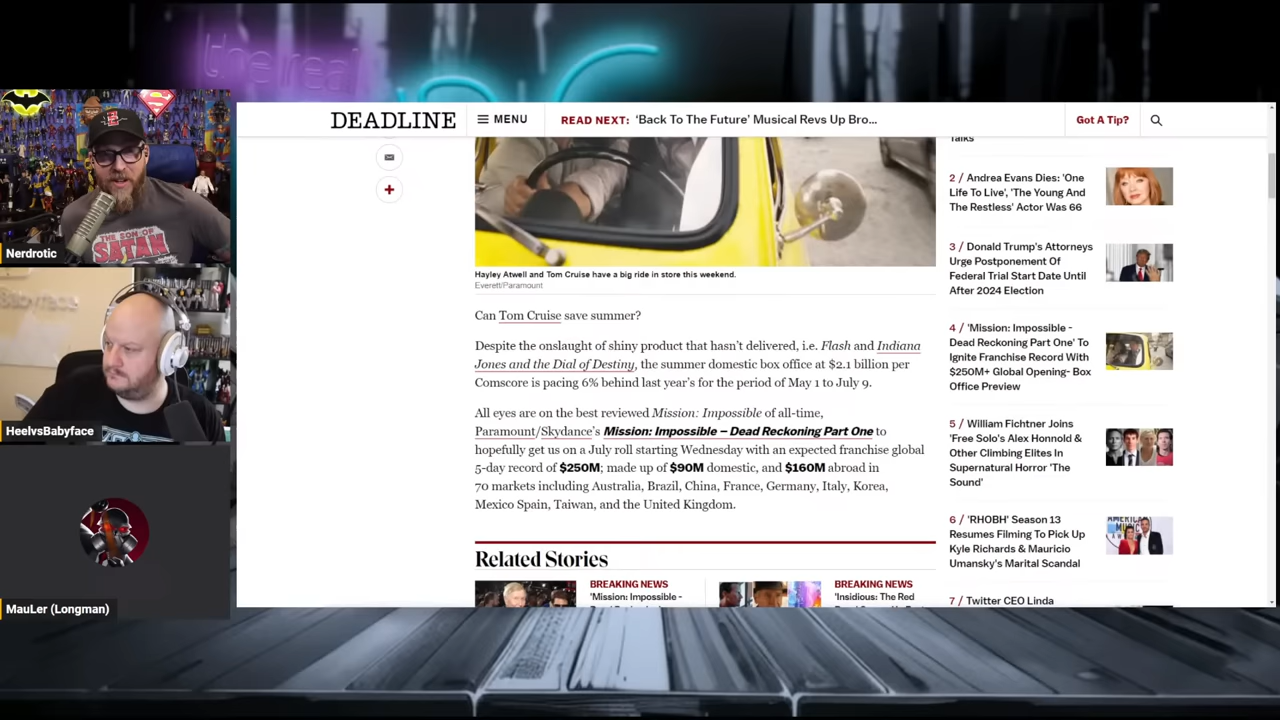 the real
DEADLINE
MENU
READ NEXT: ‘Back To The Future’ Musical Revs Up Bro...
Got A Tip?
Nerdrotic
THE SON OF
SATAN
HeelvsBabyface
MauLer (Longman)
Hayley Atwell and Tom Cruise have a big ride in store this weekend.
Everett/Paramount
Can Tom Cruise save summer?
Despite the onslaught of shiny product that hasn’t delivered, i.e. Flash and Indiana
Jones and the Dial of Destiny, the summer domestic box office at $2.1 billion per
Comscore is pacing 6% behind last year’s for the period of May 1 to July 9.
All eyes are on the best reviewed Mission: Impossible of all-time,
Paramount/Skydance’s Mission: Impossible – Dead Reckoning Part One to
hopefully get us on a July roll starting Wednesday with an expected franchise global
5-day record of $250M; made up of $90M domestic, and $160M abroad in
70 markets including Australia, Brazil, China, France, Germany, Italy, Korea,
Mexico Spain, Taiwan, and the United Kingdom.
Related Stories
BREAKING NEWS
‘Mission: Impossible -
BREAKING NEWS
‘Insidious: The Red
Talks
2 / Andrea Evans Dies: ‘One
Life To Live’, ‘The Young And
The Restless’ Actor Was 66
3 / Donald Trump’s Attorneys
Urge Postponement Of
Federal Trial Start Date Until
After 2024 Election
4 / ‘Mission: Impossible -
Dead Reckoning Part One’ To
Ignite Franchise Record With
$250M+ Global Opening- Box
Office Preview
5 / William Fichtner Joins
‘Free Solo’s Alex Honnold &
Other Climbing Elites In
Supernatural Horror ‘The
Sound’
6 / ‘RHOBH’ Season 13
Resumes Filming To Pick Up
Kyle Richards & Mauricio
Umansky’s Marital Scandal
7 / Twitter CEO Linda